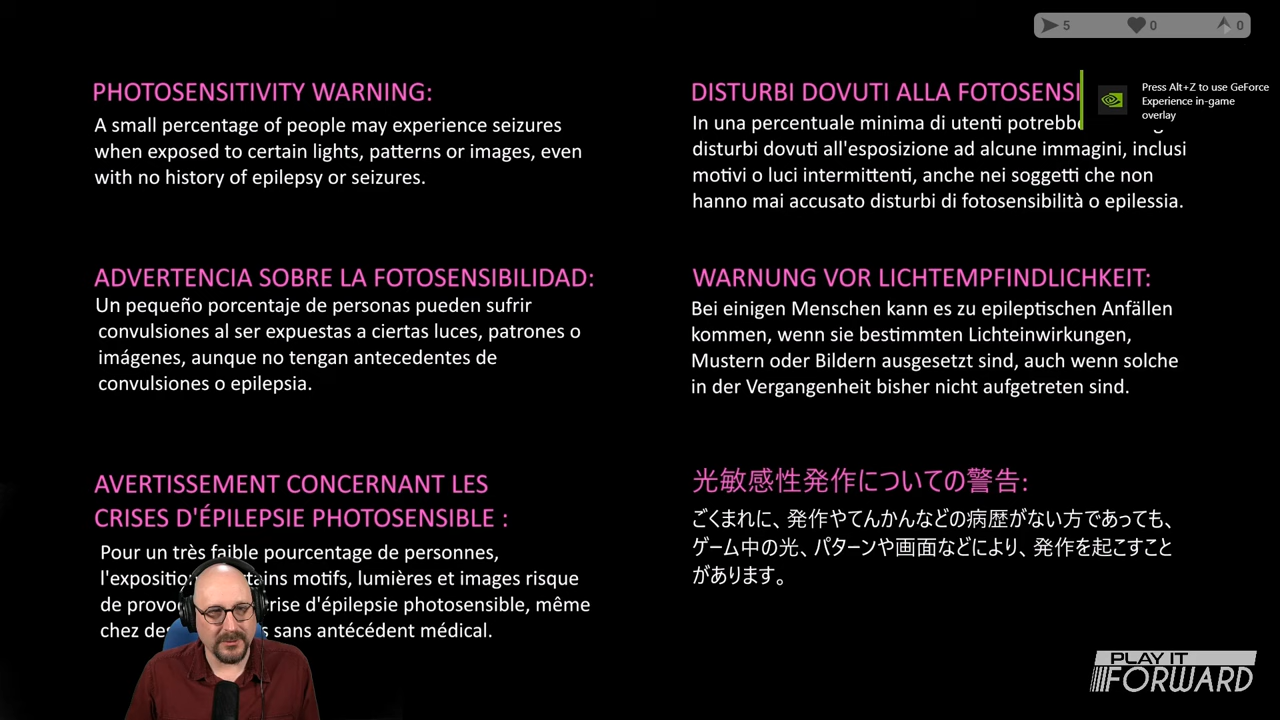 5
0
0
PHOTOSENSITIVITY WARNING:
A small percentage of people may experience seizures
when exposed to certain lights, patterns or images, even
with no history of epilepsy or seizures.
ADVERTENCIA SOBRE LA FOTOSENSIBILIDAD:
Un pequeño porcentaje de personas pueden sufrir
convulsiones al ser expuestas a ciertas luces, patrones o
imágenes, aunque no tengan antecedentes de
convulsiones o epilepsia.
AVERTISSEMENT CONCERNANT LES
CRISES D'ÉPILEPSIE PHOTOSENSIBLE :
Pour un très faible pourcentage de personnes,
motifs, lumières et images risque
de d'épilepsie photosensible, même
chez sans antécédent médical.
DISTURBI DOVUTI ALLA
In una percentuale minima di utenti
disturbi dovuti all'esposizione ad alcune immagini, inclusi
motivi o luci intermittenti, anche nei soggetti che non
hanno mai accusato disturbi di fotosensibilità o epilessia.
Press Alt+Z to use GeForce
Experience in-game
overlay
WARNUNG VOR LICHTEMPFINDLICHKEIT:
Bei einigen Menschen kann es zu epileptischen Anfällen
kommen, wenn sie bestimmten Lichteinwirkungen,
Mustern oder Bildern ausgesetzt sind, auch wenn solche
in der Vergangenheit bisher nicht aufgetreten sind.
光敏感性発作についての警告:
ごくまれに、発作やてんかんなどの病歴がない方であっても、
ゲーム中の光、パターンや画面などにより、発作を起こすこと
があります。
PLAY IT
FORWARD